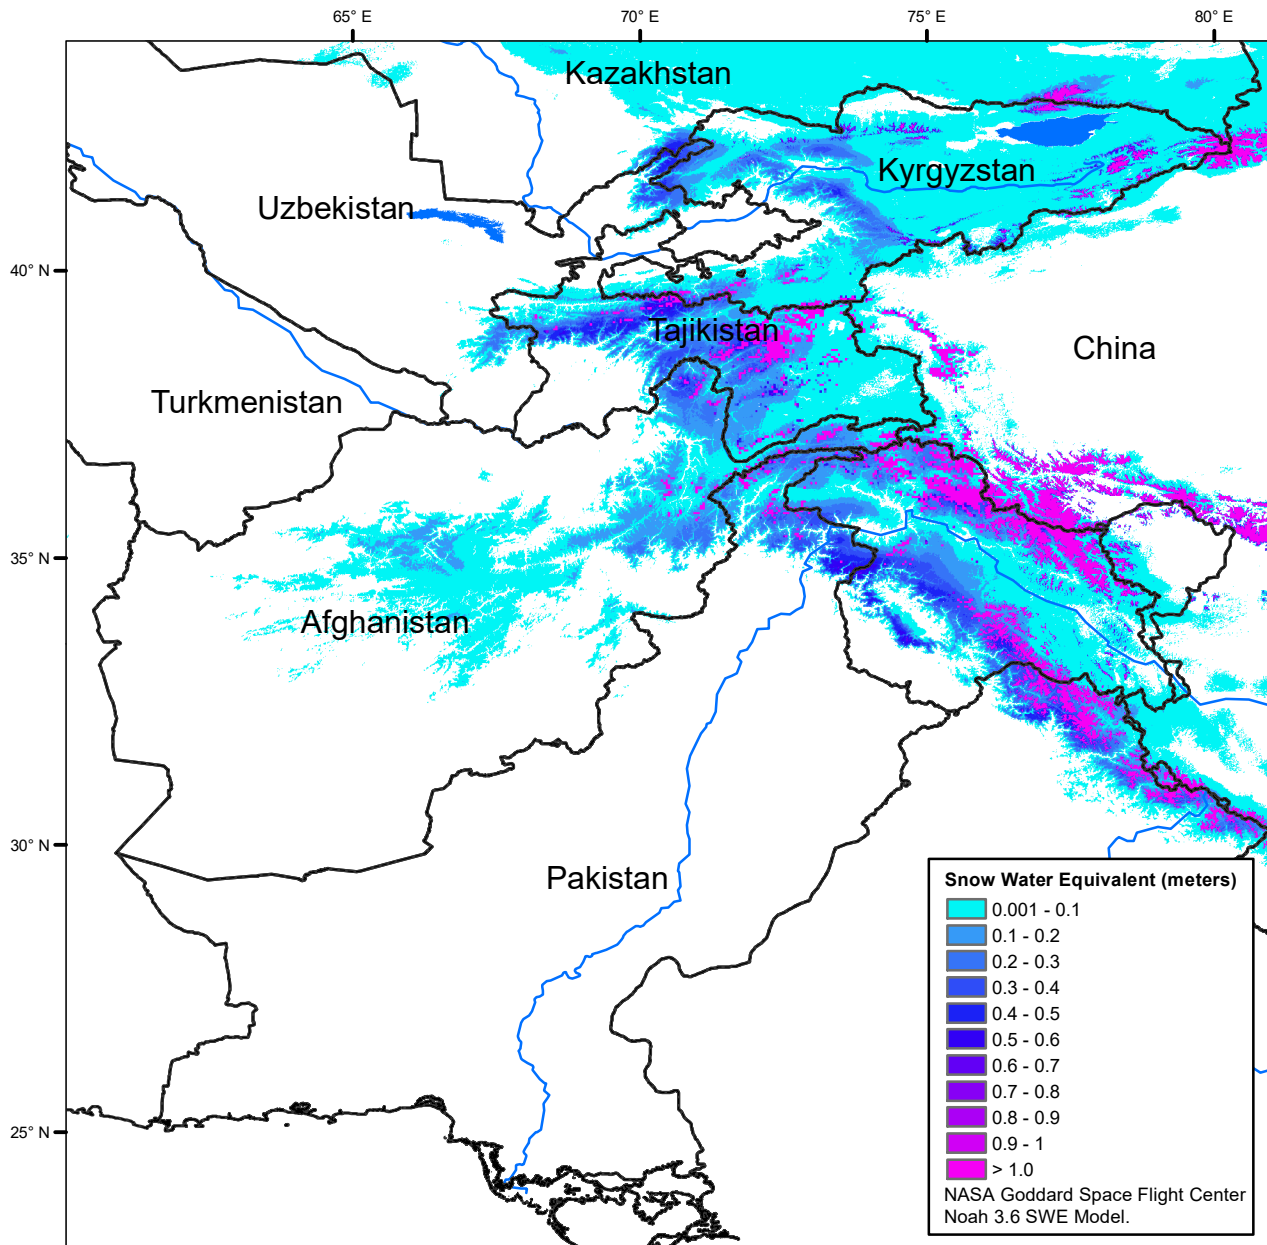 65° E
70° E
75° E
80° E
Kazakhstan
Kyrgyzstan
Uzbekistan
40° N
Tajikistan
China
Turkmenistan
35° N
Afghanistan
30° N
Pakistan
Snow Water Equivalent (meters)
0.001 - 0.1
0.1 - 0.2
0.2 - 0.3
0.3 - 0.4
0.4 - 0.5
0.5 - 0.6
0.6 - 0.7
0.7 - 0.8
0.8 - 0.9
0.9 - 1
> 1.0
25° N
NASA Goddard Space Flight Center
Noah 3.6 SWE Model.